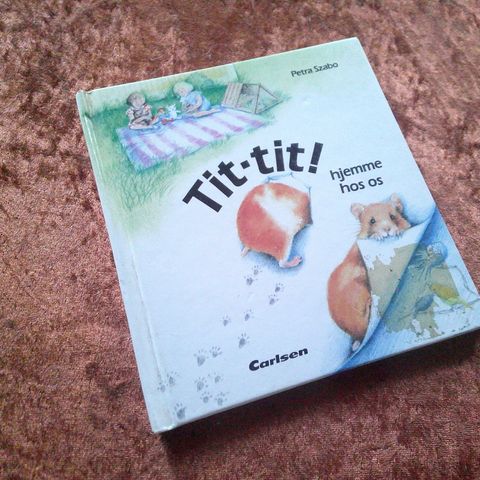 Petra Szabo
Tit-tit!
hjemme
hos os
Carlsen